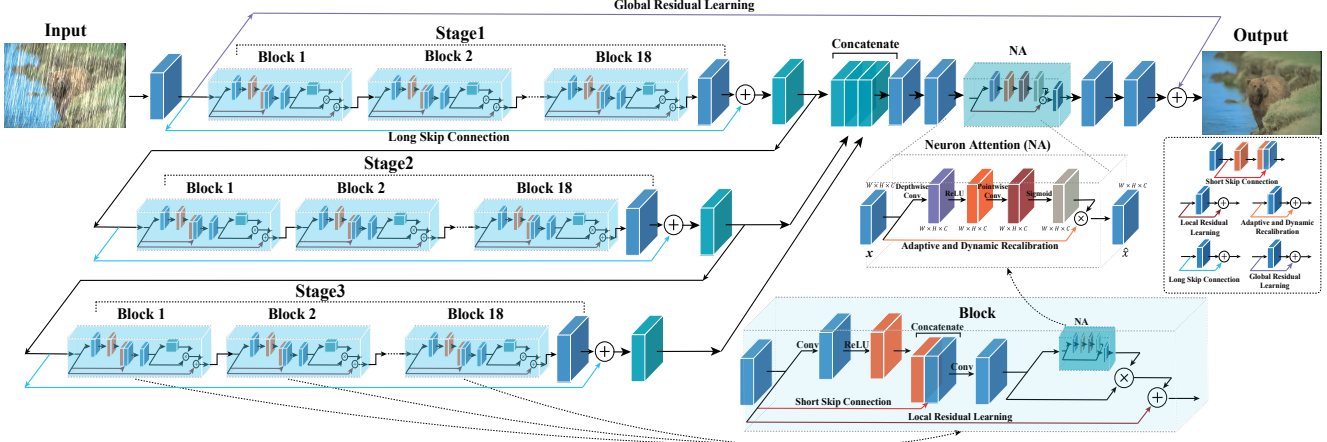 Global Residual Learning
Input
Stage1
Block 1
Block 2
Block 18
Concatenate
NA
Output
Long Skip Connection
Stage2
Block 1
Block 2
Block 18
Neuron Attention (NA)
W × H × C
Depthwise
Conv
ReLU
Pointwise
Conv
Sigmoid
W × H × C
W × H × C
W × H × C
W × H × C
W × H × C
Adaptive and Dynamic Recalibration
x
x̂
Short Skip Connection
Local Residual
Learning
Adaptive and Dynamic
Recalibration
Long Skip Connection
Global Residual
Learning
Stage3
Block 1
Block 2
Block 18
Block
Concatenate
NA
Conv
ReLU
Conv
Short Skip Connection
Local Residual Learning